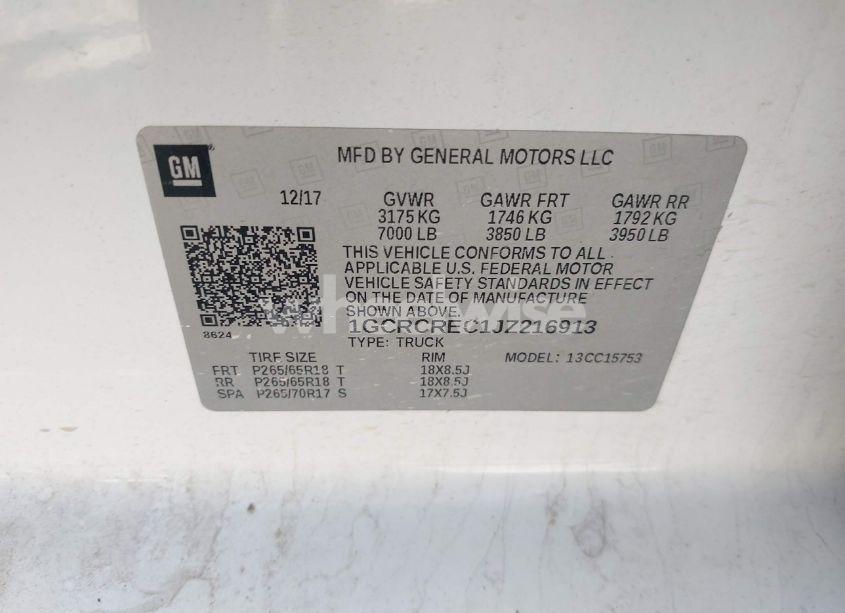 GM
MFD BY GENERAL MOTORS LLC
12/17 GVWR GAWR FRT GAWR RR
3175 KG 1746 KG 1792 KG
7000 LB 3850 LB 3950 LB
THIS VEHICLE CONFORMS TO ALL
APPLICABLE U.S. FEDERAL MOTOR
VEHICLE SAFETY STANDARDS IN EFFECT
ON THE DATE OF MANUFACTURE
SHOWN ABOVE.
8624 1GCRCREC1JZ216913
TYPE: TRUCK MODEL: 13CC15753
TIRE SIZE RIM
FRT P265/65R18 T 18X8.5J
RR P265/65R18 T 18X8.5J
SPA P265/70R17 S 17X7.5J